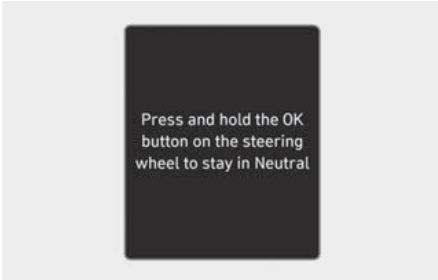 Press and hold the OK
button on the steering
wheel to stay in Neutral